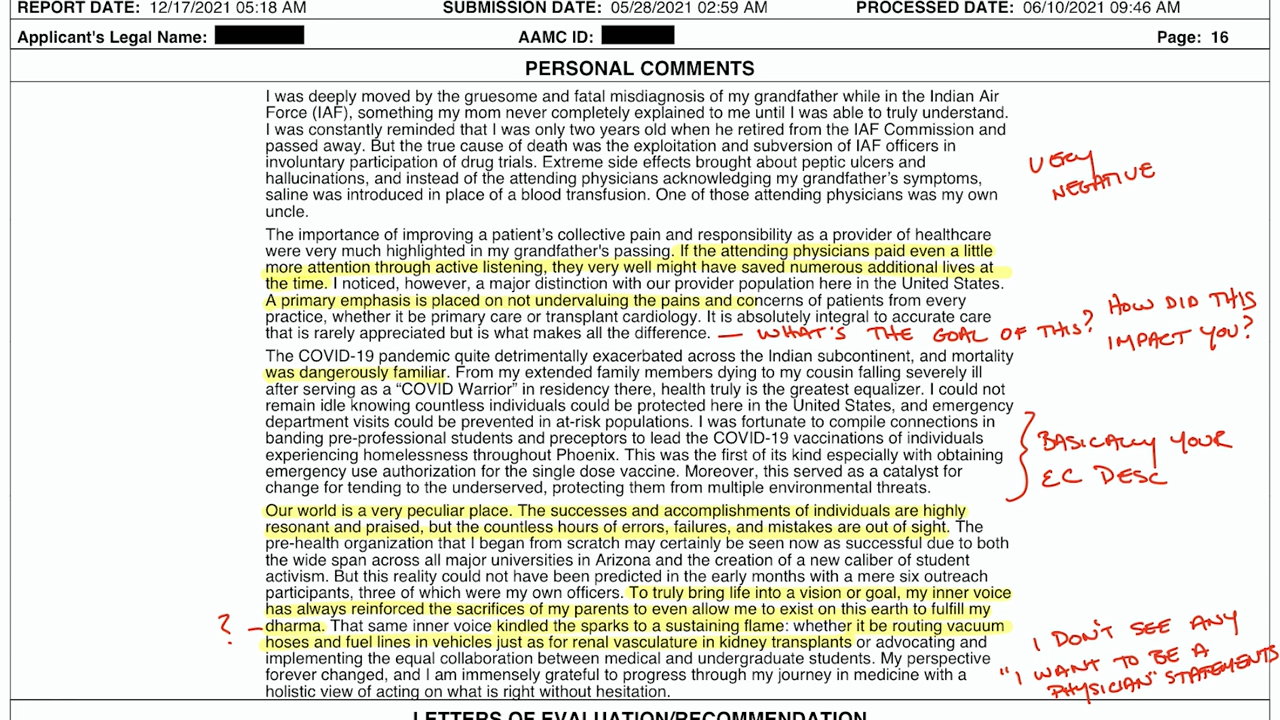 REPORT DATE: 12/17/2021 05:18 AM SUBMISSION DATE: 05/28/2021 02:59 AM PROCESSED DATE: 06/10/2021 09:46 AM
Applicant's Legal Name: AAMC ID: Page: 16
PERSONAL COMMENTS
I was deeply moved by the gruesome and fatal misdiagnosis of my grandfather while in the Indian Air
Force (IAF), something my mom never completely explained to me until I was able to truly understand.
I was constantly reminded that I was only two years old when he retired from the IAF Commission and
passed away. But the true cause of death was the exploitation and subversion of IAF officers in
involuntary participation of drug trials. Extreme side effects brought about peptic ulcers and
hallucinations, and instead of the attending physicians acknowledging my grandfather's symptoms,
saline was introduced in place of a blood transfusion. One of those attending physicians was my own
uncle.
VERY
NEGATIVE
The importance of improving a patient's collective pain and responsibility as a provider of healthcare
were very much highlighted in my grandfather's passing. If the attending physicians paid even a little
more attention through active listening, they very well might have saved numerous additional lives at
the time. I noticed, however, a major distinction with our provider population here in the United States.
A primary emphasis is placed on not undervaluing the pains and concerns of patients from every
practice, whether it be primary care or transplant cardiology. It is absolutely integral to accurate care
that is rarely appreciated but is what makes all the difference. — WHAT'S THE GOAL OF THIS?
HOW DID THIS
IMPACT YOU?
The COVID-19 pandemic quite detrimentally exacerbated across the Indian subcontinent, and mortality
was dangerously familiar. From my extended family members dying to my cousin falling severely ill
after serving as a “COVID Warrior” in residency there, health truly is the greatest equalizer. I could not
remain idle knowing countless individuals could be protected here in the United States, and emergency
department visits could be prevented in at-risk populations. I was fortunate to compile connections in
banding pre-professional students and preceptors to lead the COVID-19 vaccinations of individuals
experiencing homelessness throughout Phoenix. This was the first of its kind especially with obtaining
emergency use authorization for the single dose vaccine. Moreover, this served as a catalyst for
change for tending to the underserved, protecting them from multiple environmental threats.
BASICALLY YOUR
EC DESC
Our world is a very peculiar place. The successes and accomplishments of individuals are highly
resonant and praised, but the countless hours of errors, failures, and mistakes are out of sight. The
pre-health organization that I began from scratch may certainly be seen now as successful due to both
the wide span across all major universities in Arizona and the creation of a new caliber of student
activism. But this reality could not have been predicted in the early months with a mere six outreach
participants, three of which were my own officers. To truly bring life into a vision or goal, my inner voice
has always reinforced the sacrifices of my parents to even allow me to exist on this earth to fulfill my
? – dharma. That same inner voice kindled the sparks to a sustaining flame: whether it be routing vacuum
hoses and fuel lines in vehicles just as for renal vasculature in kidney transplants or advocating and
implementing the equal collaboration between medical and undergraduate students. My perspective
forever changed, and I am immensely grateful to progress through my journey in medicine with a
holistic view of acting on what is right without hesitation.
I DON'T SEE ANY
"I WANT TO BE A
PHYSICIAN" STATEMENTS
LETTERS OF EVALUATION/RECOMMENDATION